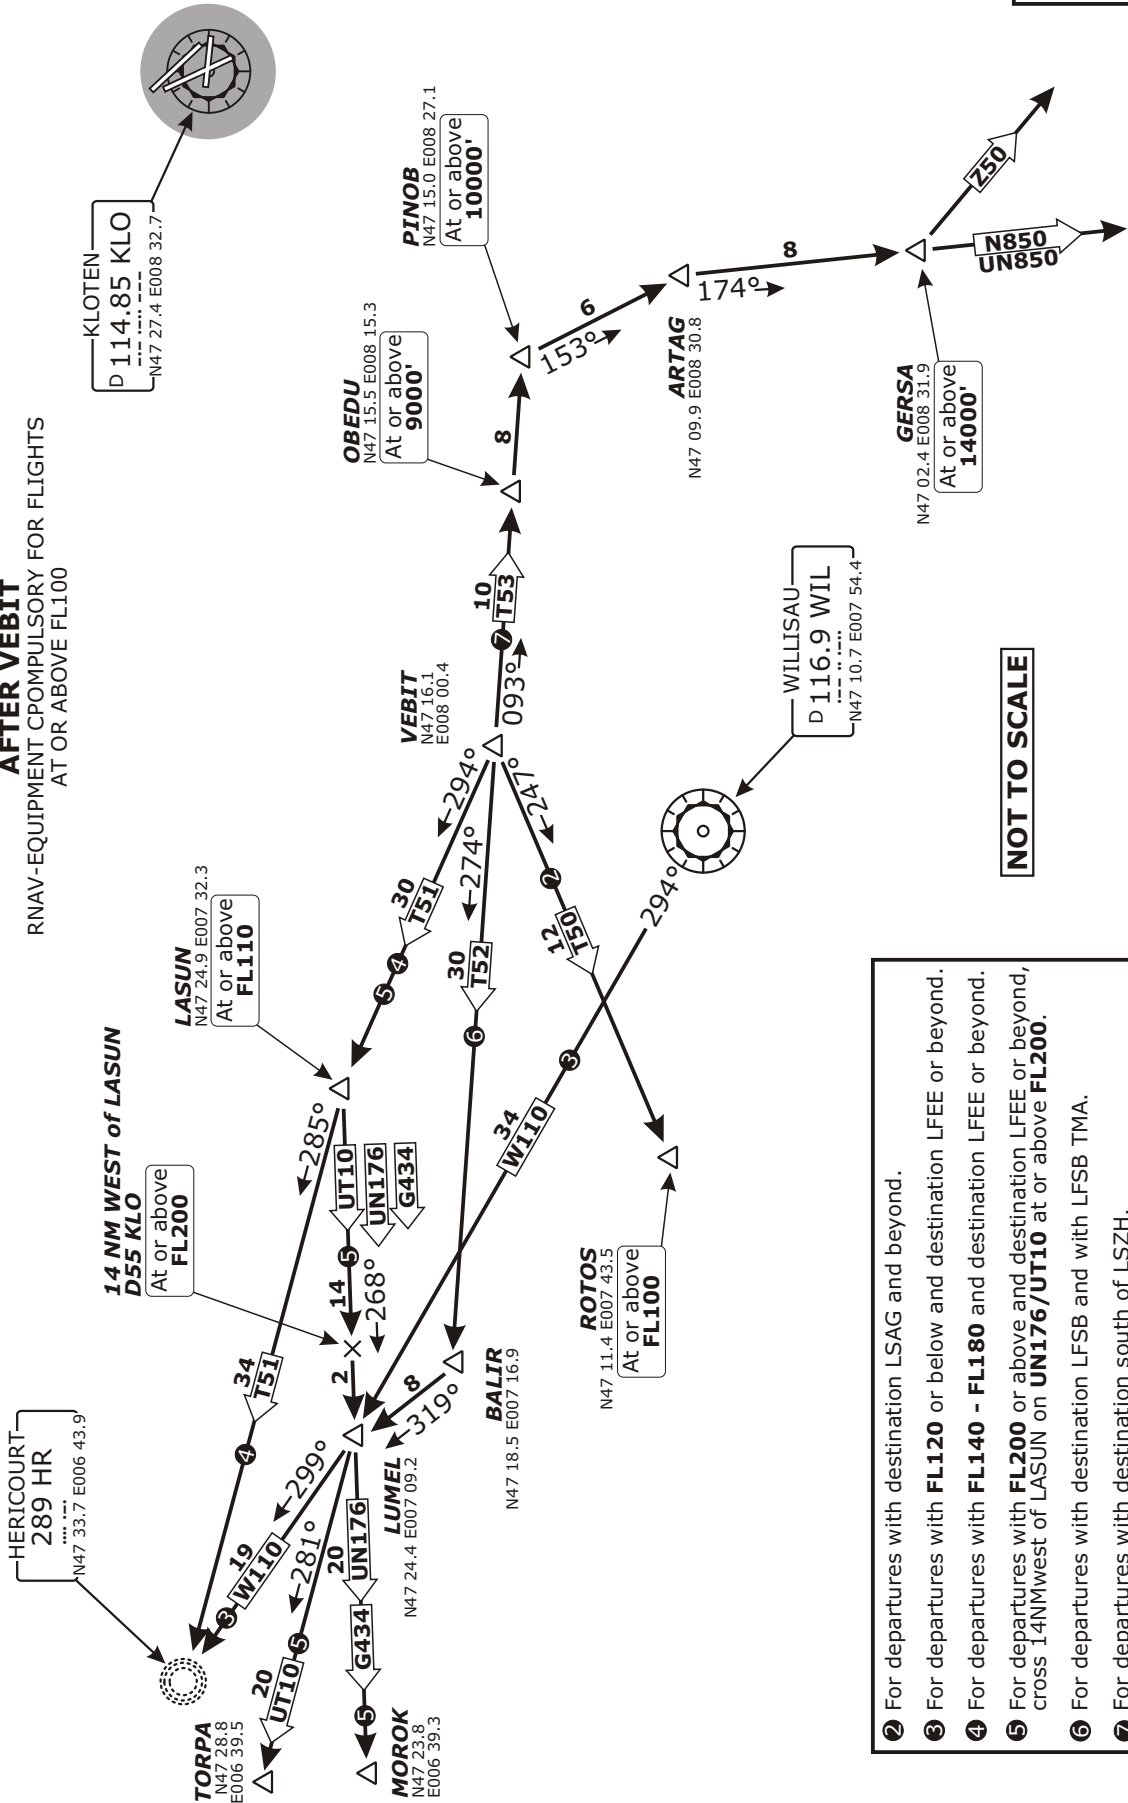 AFTER VEBIT
RNAV-EQUIPMENT CPOMPULSORY FOR FLIGHTS
AT OR ABOVE FL100
KLOTEN
D 114.85 KLO
N47 27.4 E008 32.7
HERICOURT
289 HR
N47 33.7 E006 43.9
14 NM WEST of LASUN
D55 KLO
At or above
FL200
LASUN
N47 24.9 E007 32.3
At or above
FL110
VEBIT
N47 16.1
E008 00.4
OBEDU
N47 15.5 E008 15.3
At or above
9000'
PINOB
N47 15.0 E008 27.1
At or above
10000'
TORPA
N47 28.8
E006 39.5
MOROK
N47 23.8
E006 39.3
LUMEL
N47 24.4 E007 09.2
BALIR
N47 18.5 E007 16.9
ROTOS
N47 11.4 E007 43.5
At or above
FL100
WILLISAU
D 116.9 WIL
N47 10.7 E007 54.4
ARTAG
N47 09.9 E008 30.8
GERSA
N47 02.4 E008 31.9
At or above
14000'
4
34
T51
285°
3
19
W110
299°
20
UT10
5
281°
5
G434
20
UN176
2
14
268°
5
UT10
UN176
G434
5
4
30
T51
294°
8
319°
6
30
T52
274°
34
W110
3
294°
12
T50
2
247°
093°
7
10
T53
8
6
153°
8
174°
N850
UN850
Z50
NOT TO SCALE
2 For departures with destination LSAG and beyond.
3 For departures with FL120 or below and destination LFEE or beyond.
4 For departures with FL140 - FL180 and destination LFEE or beyond.
5 For departures with FL200 or above and destination LFEE or beyond,
cross 14NMwest of LASUN on UN176/UT10 at or above FL200.
6 For departures with destination LFSB and with LFSB TMA.
7 For departures with destination south of LSZH.